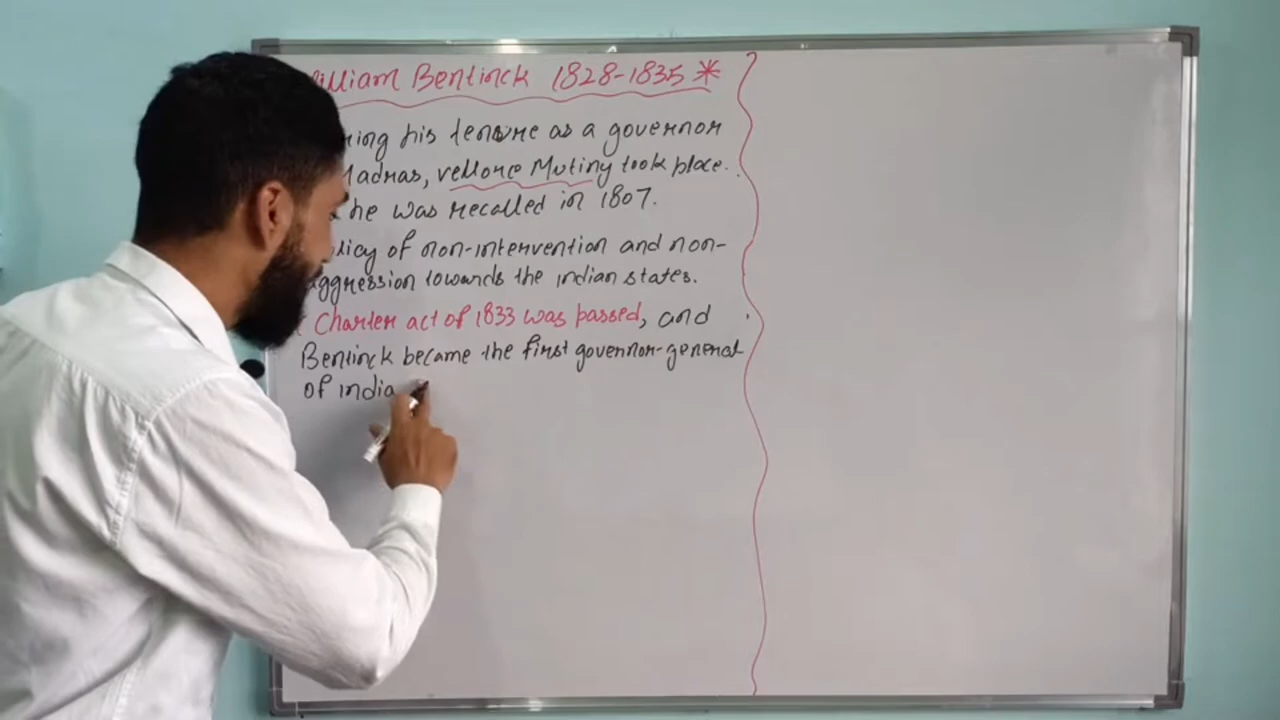 William Bentinck 1828-1835 *
ring his tenure as a governor
Madras, vellore Mutiny took place.
he was recalled in 1807.
licy of non-intervention and non-
aggression towards the indian states.
Charter act of 1833 was passed, and
Bentinck became the first governor-general
of india